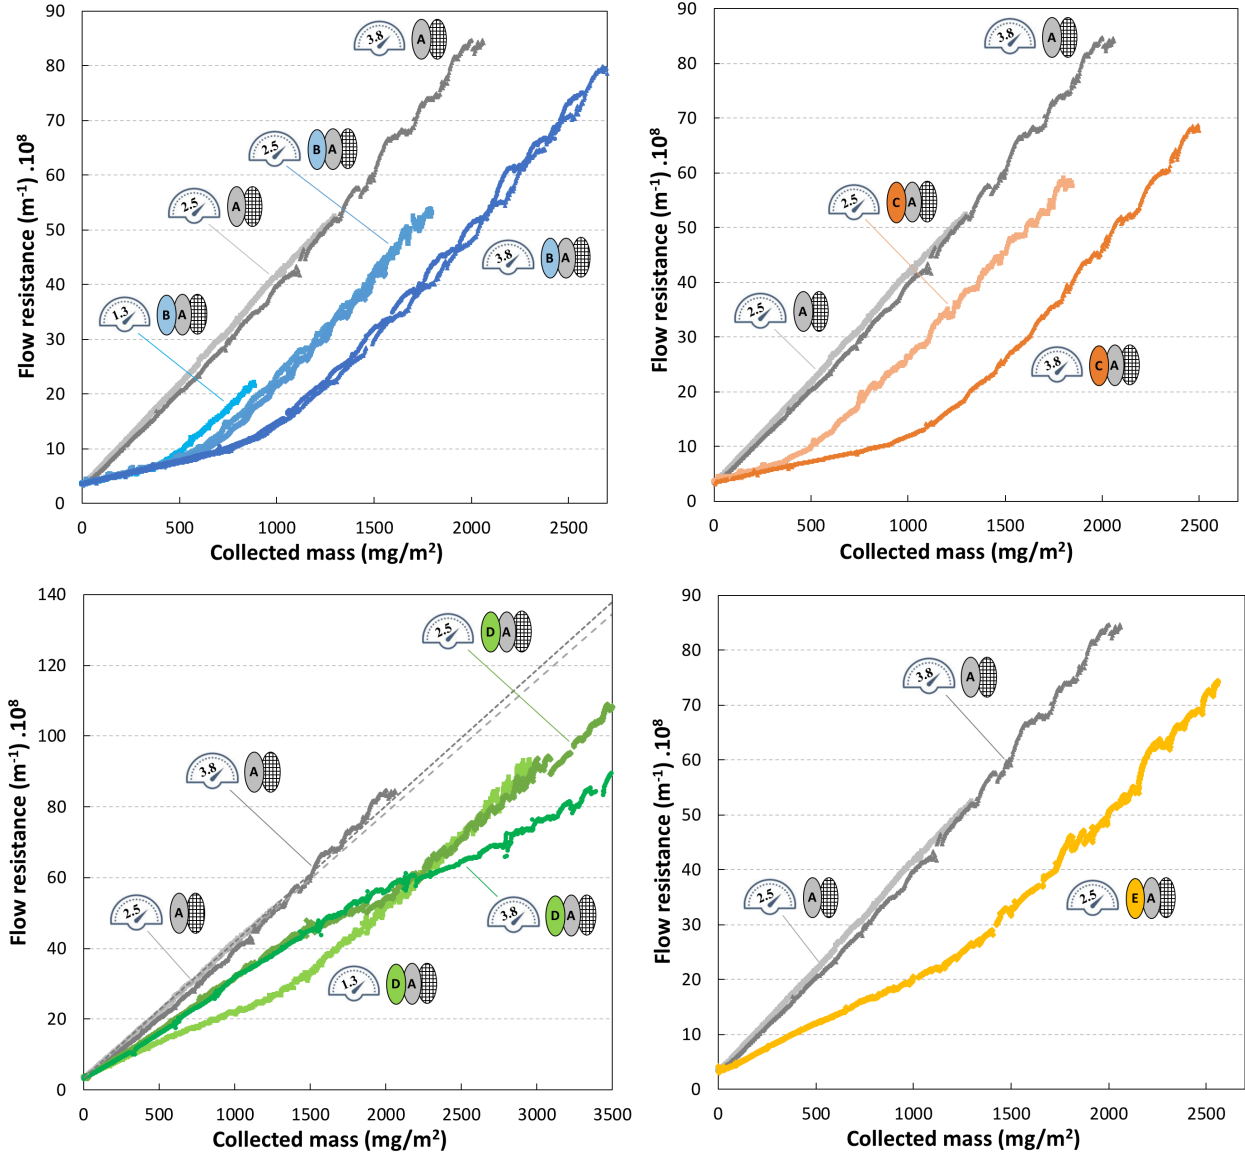 90
80
70
60
50
40
30
20
10
0
0 500 1000 1500 2000 2500
Flow resistance (m⁻¹) .10⁸
Collected mass (mg/m²)
3.8 A
2.5 B A
2.5 A
3.8 B A
1.3 B A
90
80
70
60
50
40
30
20
10
0
0 500 1000 1500 2000 2500
Flow resistance (m⁻¹) .10⁸
Collected mass (mg/m²)
3.8 A
2.5 C A
2.5 A
3.8 C A
140
120
100
80
60
40
20
0
0 500 1000 1500 2000 2500 3000 3500
Flow resistance (m⁻¹) .10⁸
Collected mass (mg/m²)
2.5 D A
3.8 A
2.5 A
3.8 D A
1.3 D A
90
80
70
60
50
40
30
20
10
0
0 500 1000 1500 2000 2500
Flow resistance (m⁻¹) .10⁸
Collected mass (mg/m²)
3.8 A
2.5 A
2.5 E A